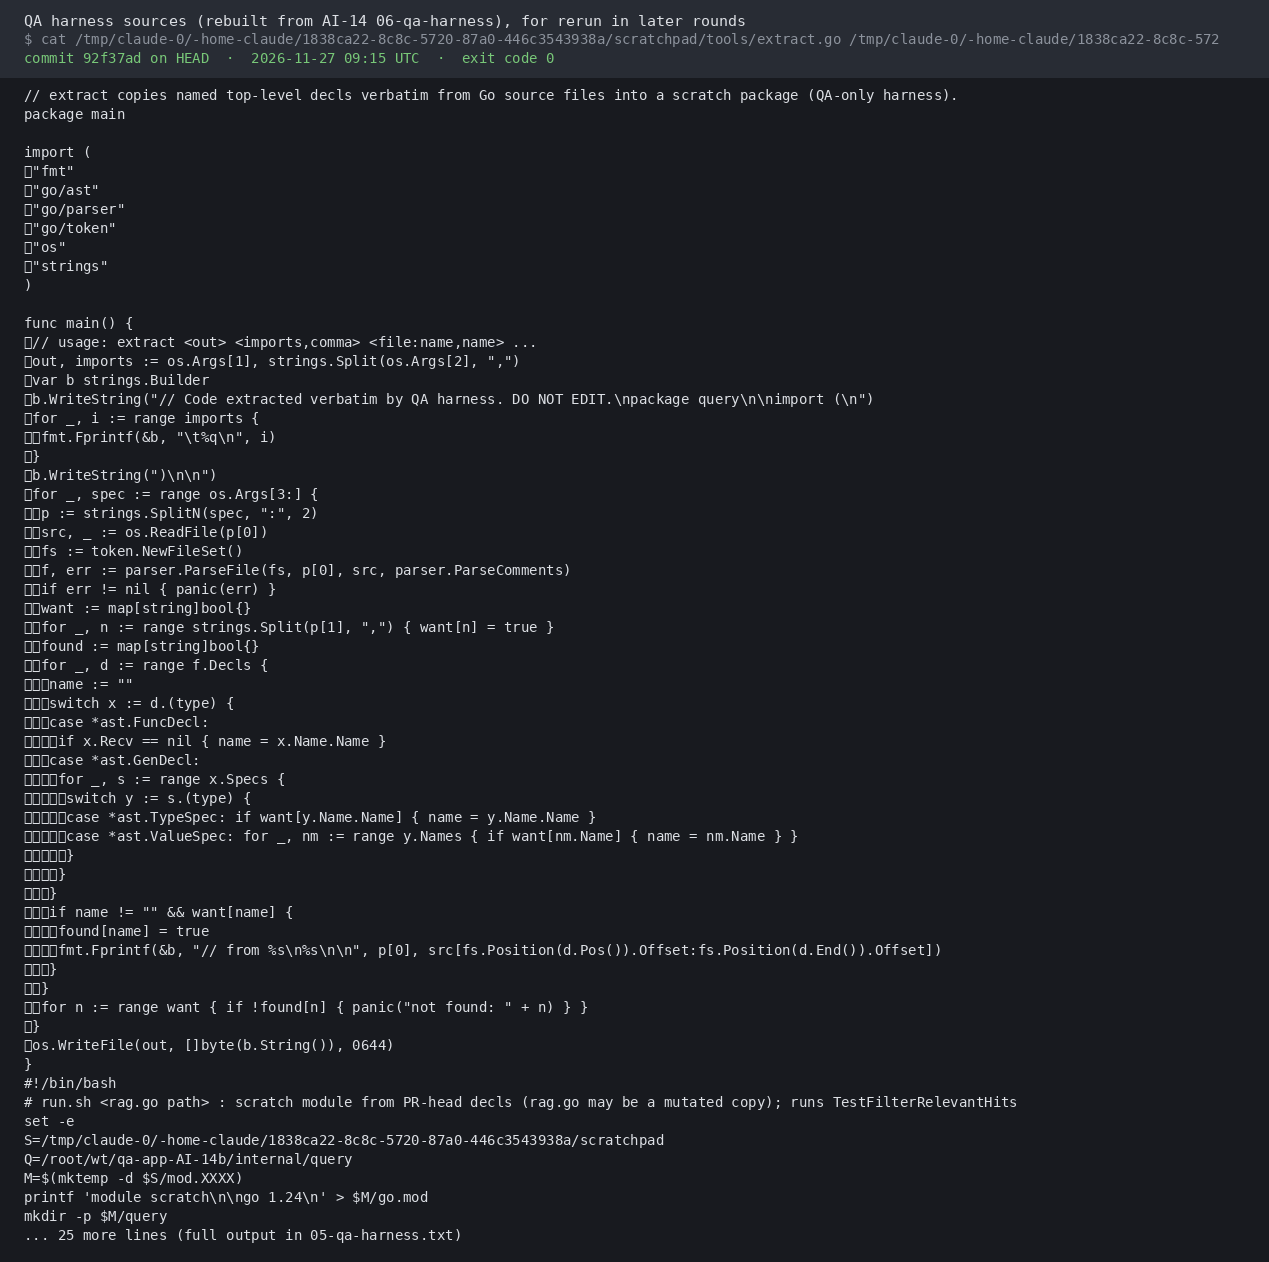 QA harness sources (rebuilt from AI-14 06-qa-harness), for rerun in later rounds
$ cat /tmp/claude-0/-home-claude/1838ca22-8c8c-5720-87a0-446c3543938a/scratchpad/tools/extract.go /tmp/claude-0/-home-claude/1838ca22-8c8c-572
commit 92f37ad on HEAD · 2026-11-27 09:15 UTC · exit code 0
// extract copies named top-level decls verbatim from Go source files into a scratch package (QA-only harness).
package main
import (
"fmt"
"go/ast"
"go/parser"
"go/token"
"os"
"strings"
)
func main() {
// usage: extract <out> <imports,comma> <file:name,name> ...
out, imports := os.Args[1], strings.Split(os.Args[2], ",")
var b strings.Builder
b.WriteString("// Code extracted verbatim by QA harness. DO NOT EDIT.\npackage query\n\nimport (\n")
for _, i := range imports {
fmt.Fprintf(&b, "\t%q\n", i)
}
b.WriteString(")\n\n")
for _, spec := range os.Args[3:] {
p := strings.SplitN(spec, ":", 2)
src, _ := os.ReadFile(p[0])
fs := token.NewFileSet()
f, err := parser.ParseFile(fs, p[0], src, parser.ParseComments)
if err != nil { panic(err) }
want := map[string]bool{}
for _, n := range strings.Split(p[1], ",") { want[n] = true }
found := map[string]bool{}
for _, d := range f.Decls {
name := ""
switch x := d.(type) {
case *ast.FuncDecl:
if x.Recv == nil { name = x.Name.Name }
case *ast.GenDecl:
for _, s := range x.Specs {
switch y := s.(type) {
case *ast.TypeSpec: if want[y.Name.Name] { name = y.Name.Name }
case *ast.ValueSpec: for _, nm := range y.Names { if want[nm.Name] { name = nm.Name } }
}
}
}
if name != "" && want[name] {
found[name] = true
fmt.Fprintf(&b, "// from %s\n%s\n\n", p[0], src[fs.Position(d.Pos()).Offset:fs.Position(d.End()).Offset])
}
}
for n := range want { if !found[n] { panic("not found: " + n) } }
}
os.WriteFile(out, []byte(b.String()), 0644)
}
#!/bin/bash
# run.sh <rag.go path> : scratch module from PR-head decls (rag.go may be a mutated copy); runs TestFilterRelevantHits
set -e
S=/tmp/claude-0/-home-claude/1838ca22-8c8c-5720-87a0-446c3543938a/scratchpad
Q=/root/wt/qa-app-AI-14b/internal/query
M=$(mktemp -d $S/mod.XXXX)
printf 'module scratch\n\ngo 1.24\n' > $M/go.mod
mkdir -p $M/query
... 25 more lines (full output in 05-qa-harness.txt)